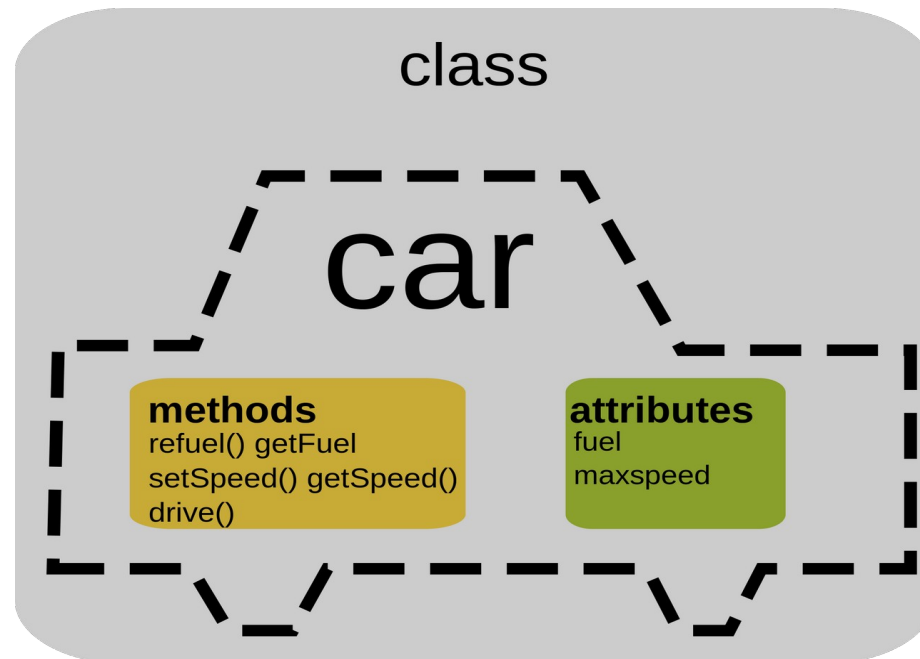 class
car
methods
refuel() getFuel
setSpeed() getSpeed()
drive()
attributes
fuel
maxspeed